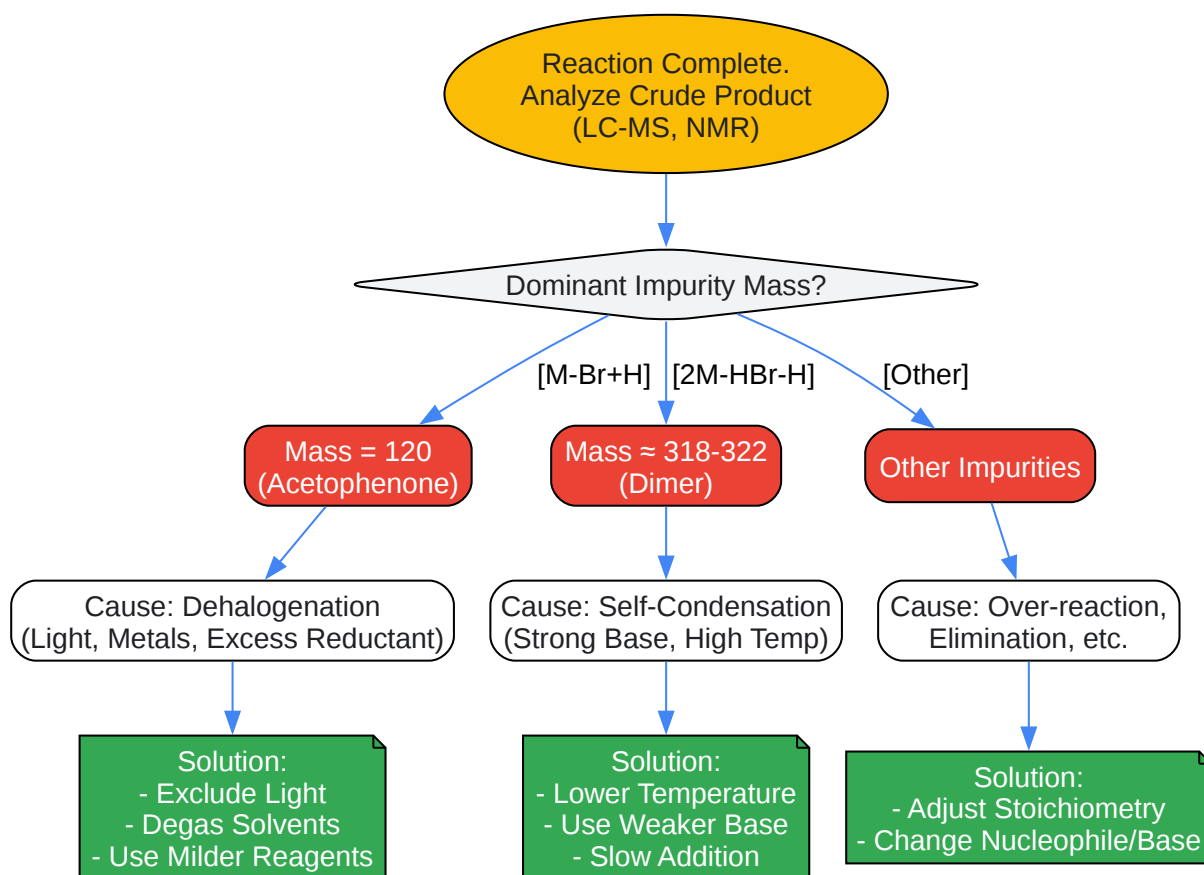 Reaction Complete.
Analyze Crude Product
(LC-MS, NMR)
Dominant Impurity Mass?
[M-Br+H]
[2M-HBr-H]
[Other]
Mass = 120
(Acetophenone)
Mass ≈ 318-322
(Dimer)
Other Impurities
Cause: Dehalogenation
(Light, Metals, Excess Reductant)
Cause: Self-Condensation
(Strong Base, High Temp)
Cause: Over-reaction,
Elimination, etc.
Solution:
- Exclude Light
- Degas Solvents
- Use Milder Reagents
Solution:
- Lower Temperature
- Use Weaker Base
- Slow Addition
Solution:
- Adjust Stoichiometry
- Change Nucleophile/Base